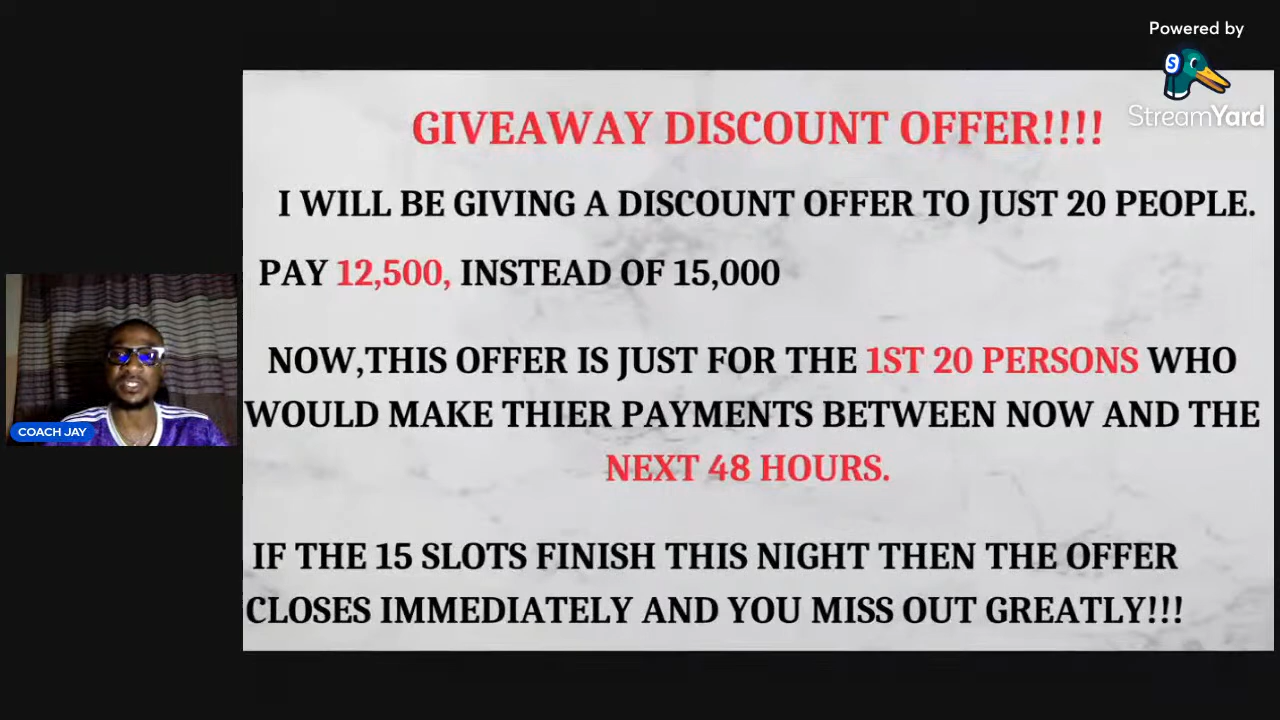 Powered by
S
StreamYard
GIVEAWAY DISCOUNT OFFER!!!!
I WILL BE GIVING A DISCOUNT OFFER TO JUST 20 PEOPLE.
PAY 12,500, INSTEAD OF 15,000
NOW,THIS OFFER IS JUST FOR THE 1ST 20 PERSONS WHO
WOULD MAKE THIER PAYMENTS BETWEEN NOW AND THE
NEXT 48 HOURS.
IF THE 15 SLOTS FINISH THIS NIGHT THEN THE OFFER
CLOSES IMMEDIATELY AND YOU MISS OUT GREATLY!!!
COACH JAY